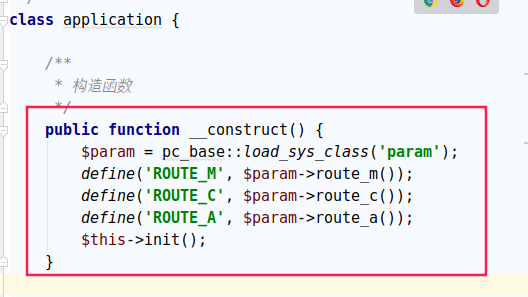 class application {
/**
* 构造函数
*/
public function __construct() {
$param = pc_base::load_sys_class('param');
define('ROUTE_M', $param->route_m());
define('ROUTE_C', $param->route_c());
define('ROUTE_A', $param->route_a());
$this->init();
}